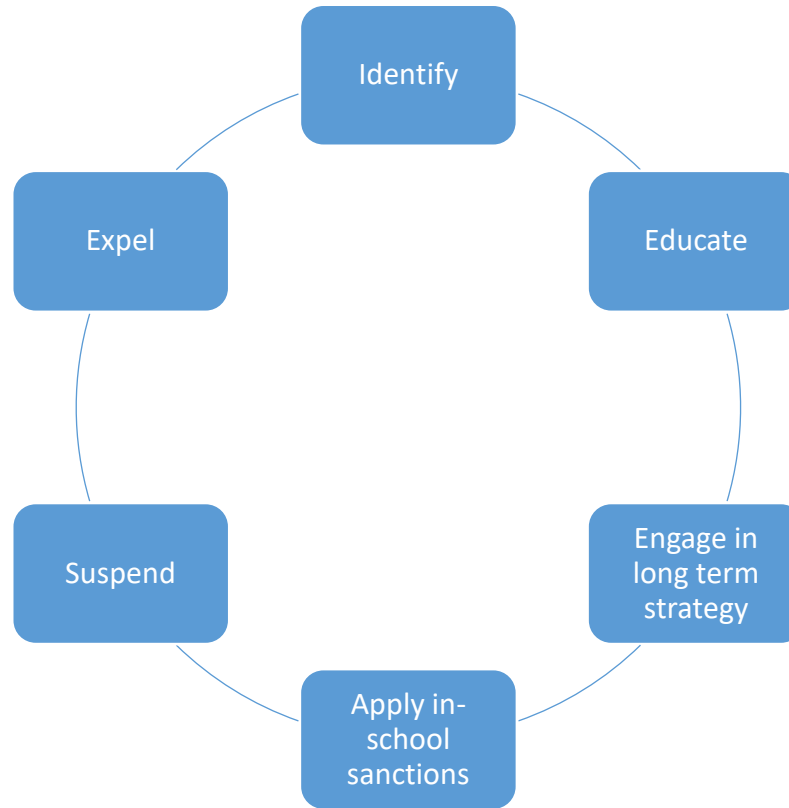 Identify
Educate
Engage in
long term
strategy
Apply in-
school
sanctions
Suspend
Expel